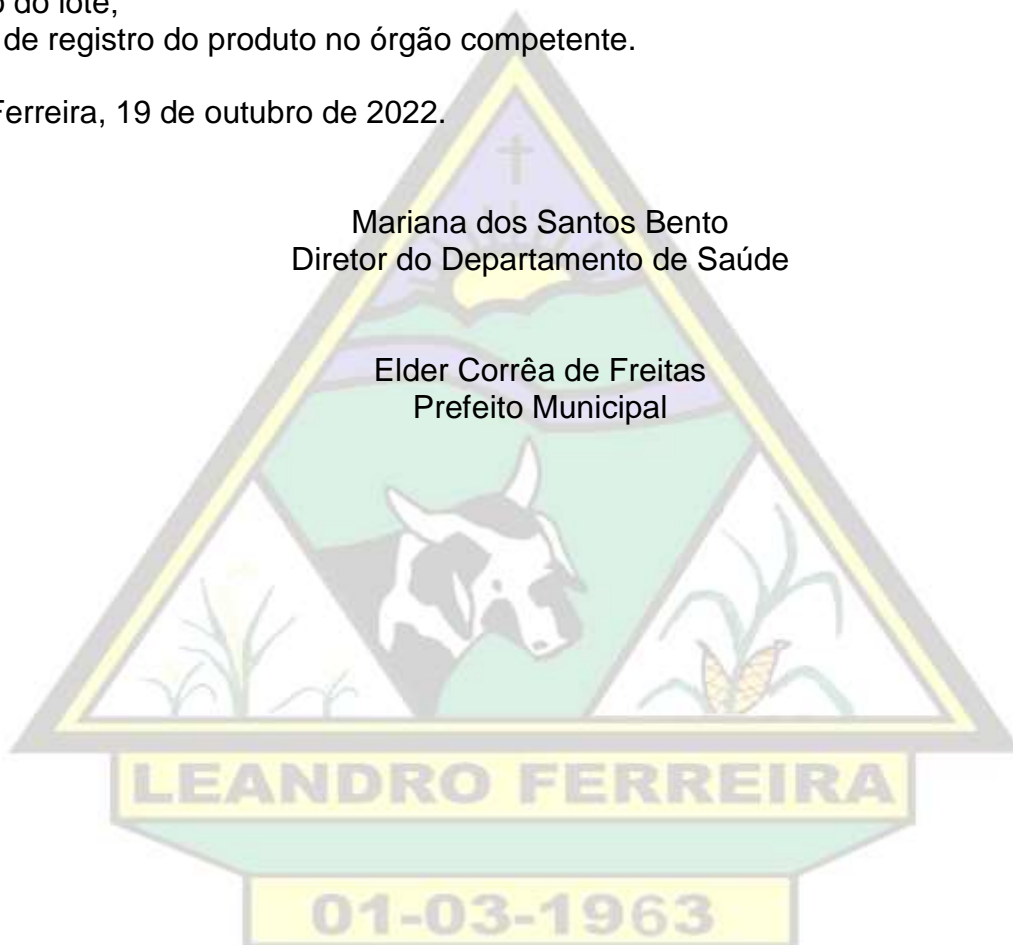 do lote;
de registro do produto no órgão competente.
Ferreira, 19 de outubro de 2022.
Mariana dos Santos Bento
Diretor do Departamento de Saúde
Elder Corrêa de Freitas
Prefeito Municipal
LEANDRO FERREIRA
01-03-1963